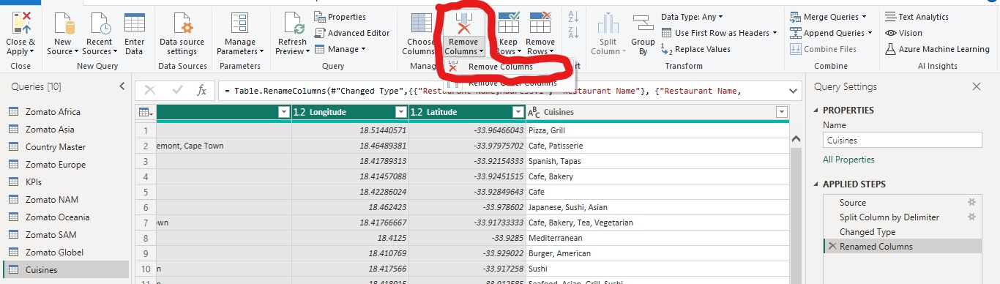 Close &
Apply
Close
New
Source
Recent
Sources
Enter
Data
New Query
Data source
settings
Data Sources
Manage
Parameters
Parameters
Refresh
Preview
Properties
Advanced Editor
Manage
Query
Choose
Columns
Remove
Columns
Keep
Rows
Remove
Rows
Remove Columns
Split
Column
Group
By
Data Type: Any
Use First Row as Headers
Replace Values
Transform
Merge Queries
Append Queries
Combine Files
Combine
Text Analytics
Vision
Azure Machine Learning
AI Insights
Queries [10]
Zomato Africa
Zomato Asia
Country Master
Zomato Europe
KPIs
Zomato NAM
Zomato Oceania
Zomato SAM
Zomato Globel
Cuisines
= Table.RenameColumns(#"Changed Type",{{"Restaurant "Restaurant Name"}, {"Restaurant Name,
1.2 Longitude 1.2 Latitude ABC Cuisines
1 18.51440571 -33.96466043 Pizza, Grill
2 emont, Cape Town 18.46489381 -33.97975702 Cafe, Patisserie
3 18.41789313 -33.92154333 Spanish, Tapas
4 18.41457088 -33.92451515 Cafe, Bakery
5 18.42286024 -33.92849643 Cafe
6 18.462423 -33.978602 Japanese, Sushi, Asian
7 own 18.41766667 -33.91733333 Cafe, Bakery, Tea, Vegetarian
8 18.4125 -33.9285 Mediterranean
9 18.410769 -33.929022 Burger, American
10 n 18.417566 -33.917258 Sushi
11 18.418015 -33.912585 Seafood, Asian, Grill, Sushi
Query Settings
PROPERTIES
Name
Cuisines
All Properties
APPLIED STEPS
Source
Split Column by Delimiter
Changed Type
Renamed Columns